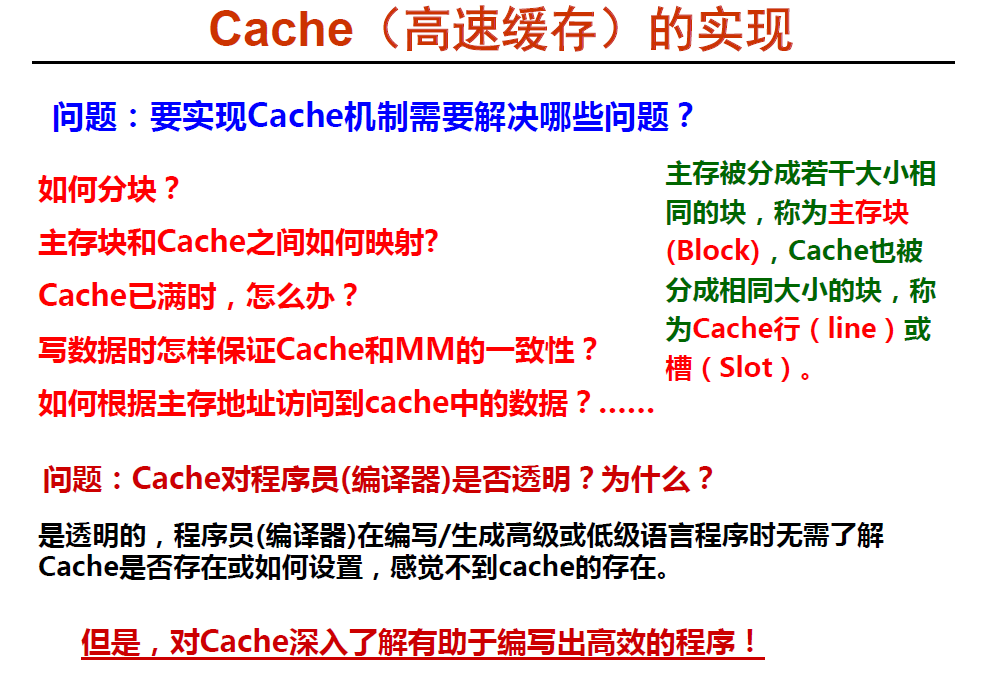 Cache（高速缓存）的实现
问题：要实现Cache机制需要解决哪些问题？
如何分块？
主存块和Cache之间如何映射?
Cache已满时，怎么办？
写数据时怎样保证Cache和MM的一致性？
如何根据主存地址访问到cache中的数据？……
主存被分成若干大小相
同的块，称为主存块
(Block)，Cache也被
分成相同大小的块，称
为Cache行（line）或
槽（Slot）。
问题：Cache对程序员(编译器)是否透明？为什么？
是透明的，程序员(编译器)在编写/生成高级或低级语言程序时无需了解
Cache是否存在或如何设置，感觉不到cache的存在。
但是，对Cache深入了解有助于编写出高效的程序！